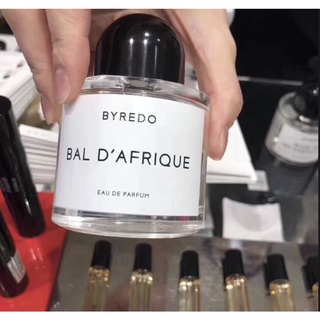 BYREDO
BAL D'AFRIQUE
EAU DE PARFUM